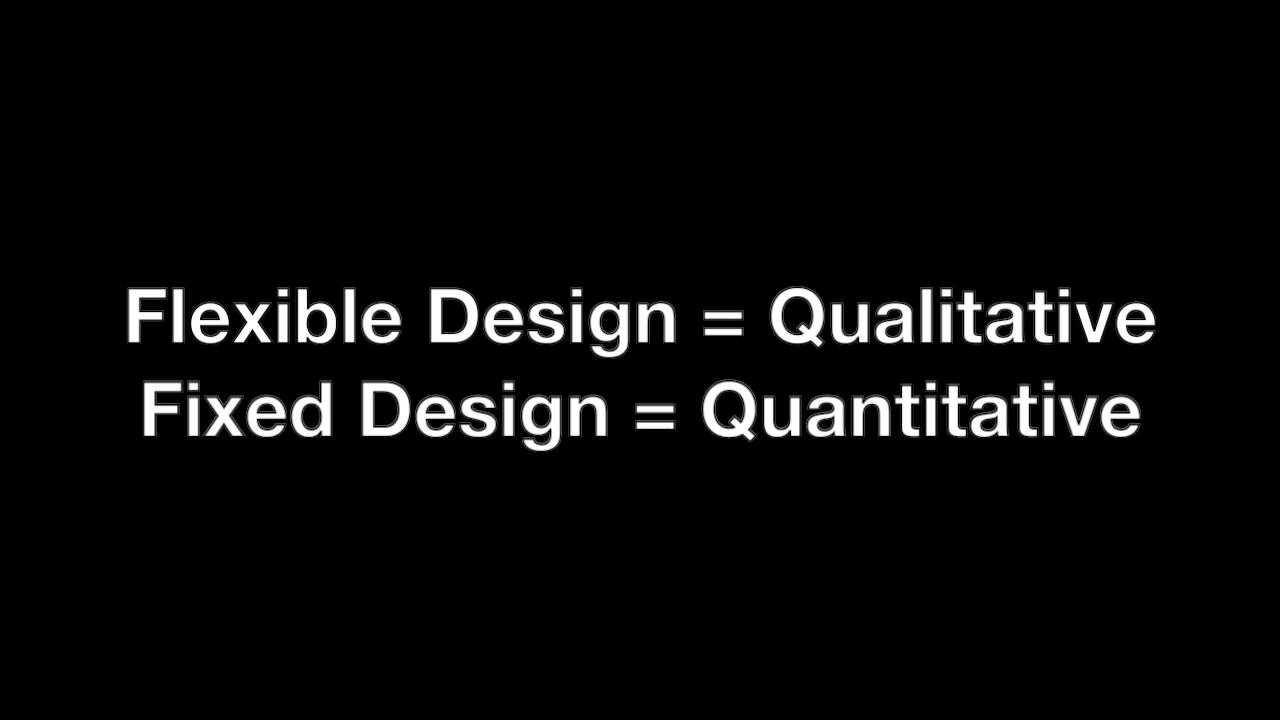 Flexible Design = Qualitative
Fixed Design = Quantitative